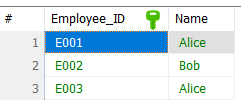 # Employee_ID Name
1 E001 Alice
2 E002 Bob
3 E003 Alice